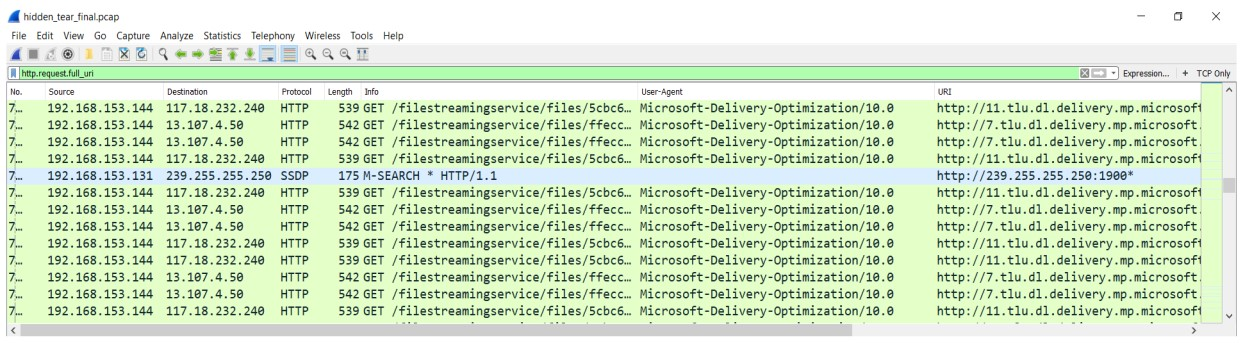 hidden_tear_final.pcap
File Edit View Go Capture Analyze Statistics Telephony Wireless Tools Help
http.request.full_uri Expression... + TCP Only
No. Source Destination Protocol Length Info User-Agent URI
7... 192.168.153.144 117.18.232.240 HTTP 539 GET /filestreamingservice/files/5cbc6... Microsoft-Delivery-Optimization/10.0 http://11.tlu.dl.delivery.mp.microsoft
7... 192.168.153.144 13.107.4.50 HTTP 542 GET /filestreamingservice/files/ffecc... Microsoft-Delivery-Optimization/10.0 http://7.tlu.dl.delivery.mp.microsoft.
7... 192.168.153.144 13.107.4.50 HTTP 542 GET /filestreamingservice/files/ffecc... Microsoft-Delivery-Optimization/10.0 http://7.tlu.dl.delivery.mp.microsoft.
7... 192.168.153.144 117.18.232.240 HTTP 539 GET /filestreamingservice/files/5cbc6... Microsoft-Delivery-Optimization/10.0 http://11.tlu.dl.delivery.mp.microsoft
7... 192.168.153.131 239.255.255.250 SSDP 175 M-SEARCH * HTTP/1.1 http://239.255.255.250:1900*
7... 192.168.153.144 117.18.232.240 HTTP 539 GET /filestreamingservice/files/5cbc6... Microsoft-Delivery-Optimization/10.0 http://11.tlu.dl.delivery.mp.microsoft
7... 192.168.153.144 13.107.4.50 HTTP 542 GET /filestreamingservice/files/ffecc... Microsoft-Delivery-Optimization/10.0 http://7.tlu.dl.delivery.mp.microsoft.
7... 192.168.153.144 13.107.4.50 HTTP 542 GET /filestreamingservice/files/ffecc... Microsoft-Delivery-Optimization/10.0 http://7.tlu.dl.delivery.mp.microsoft.
7... 192.168.153.144 117.18.232.240 HTTP 539 GET /filestreamingservice/files/5cbc6... Microsoft-Delivery-Optimization/10.0 http://11.tlu.dl.delivery.mp.microsoft
7... 192.168.153.144 117.18.232.240 HTTP 539 GET /filestreamingservice/files/5cbc6... Microsoft-Delivery-Optimization/10.0 http://11.tlu.dl.delivery.mp.microsoft
7... 192.168.153.144 13.107.4.50 HTTP 542 GET /filestreamingservice/files/ffecc... Microsoft-Delivery-Optimization/10.0 http://7.tlu.dl.delivery.mp.microsoft.
7... 192.168.153.144 13.107.4.50 HTTP 542 GET /filestreamingservice/files/ffecc... Microsoft-Delivery-Optimization/10.0 http://7.tlu.dl.delivery.mp.microsoft.
7... 192.168.153.144 117.18.232.240 HTTP 539 GET /filestreamingservice/files/5cbc6... Microsoft-Delivery-Optimization/10.0 http://11.tlu.dl.delivery.mp.microsoft